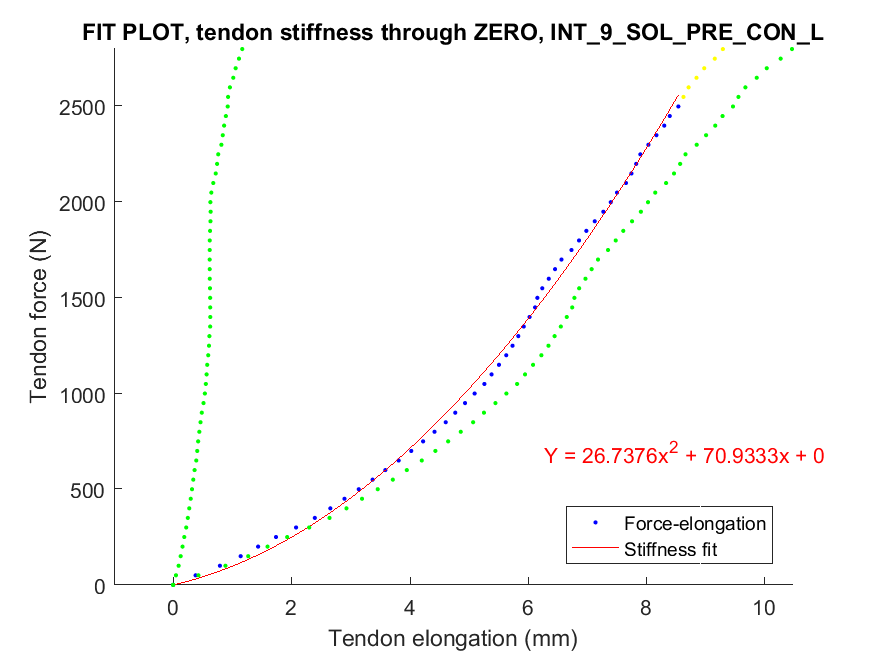 FIT PLOT, tendon stiffness through ZERO, INT_9_SOL_PRE_CON_L
Tendon force (N)
2500
2000
1500
1000
500
0
Y = 26.7376x² + 70.9333x + 0
Force-elongation
Stiffness fit
0 2 4 6 8 10
Tendon elongation (mm)